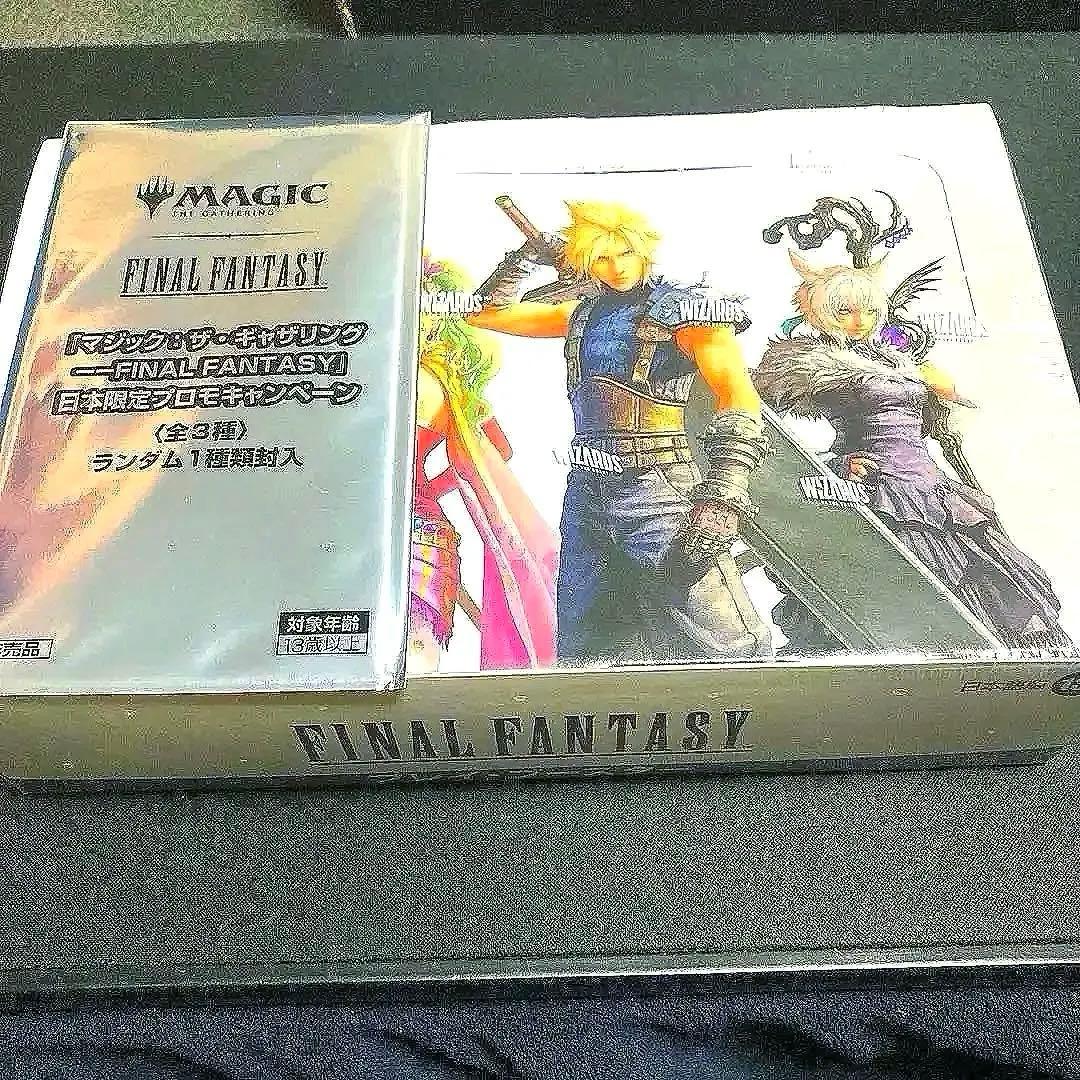 MAGIC
THE GATHERING
FINAL FANTASY
『マジック：ザ・ギャザリング
──FINAL FANTASY』
日本限定プロモキャンペーン
〈全3種〉
ランダム1種類封入
対象年齢
13歳以上
売品
WIZARDS
WIZARDS
WIZARDS
WIZARDS
WIZARDS
FINAL FANTASY